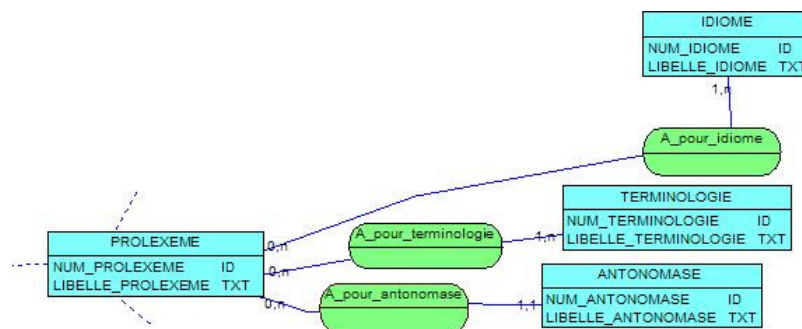 IDIOME
NUM_IDIOME ID
LIBELLE_IDIOME TXT
1,n
A_pour_idiome
TERMINOLOGIE
NUM_TERMINOLOGIE ID
LIBELLE_TERMINOLOGIE TXT
A_pour_terminologie
1,n
0,n
PROLEXEME
NUM_PROLEXEME ID
LIBELLE_PROLEXEME TXT
0,n
0,n
A_pour_antonomase
1,1
ANTONOMASE
NUM_ANTONOMASE ID
LIBELLE_ANTONOMASE TXT